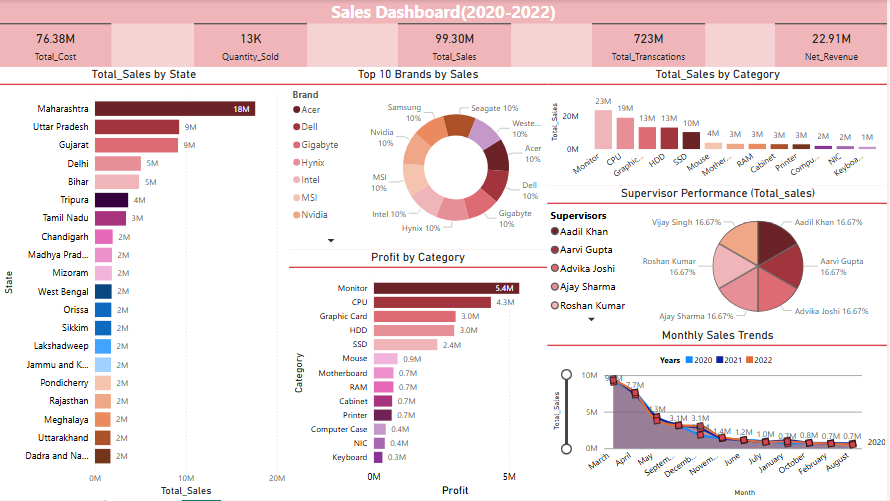 Sales Dashboard(2020-2022)
76.38M
Total_Cost
13K
Quantity_Sold
99.30M
Total_Sales
723M
Total_Transcations
22.91M
Net_Revenue
Total_Sales by State
State
Maharashtra 18M
Uttar Pradesh 9M
Gujarat 9M
Delhi 5M
Bihar 5M
Tripura 4M
Tamil Nadu 3M
Chandigarh 2M
Madhya Prad... 2M
Mizoram 2M
West Bengal 2M
Orissa 2M
Sikkim 2M
Lakshadweep 2M
Jammu and K... 2M
Pondicherry 2M
Rajasthan 2M
Meghalaya 2M
Uttarakhand 2M
Dadra and Na... 2M
0M 10M 20M
Total_Sales
Top 10 Brands by Sales
Brand
Acer
Dell
Gigabyte
Hynix
Intel
MSI
Nvidia
Seagate 10%
Weste...
10%
Acer
10%
Dell
10%
Gigabyte
10%
Hynix 10%
Intel 10%
MSI
10%
Nvidia
10%
Samsung
10%
Profit by Category
Category
Monitor 5.4M
CPU 4.3M
Graphic Card 3.0M
HDD 3.0M
SSD 2.4M
Mouse 0.9M
Motherboard 0.7M
RAM 0.7M
Cabinet 0.7M
Printer 0.7M
Computer Case 0.4M
NIC 0.4M
Keyboard 0.3M
0M 5M
Profit
Total_Sales by Category
Total_Sales
20M
0M
23M 19M 13M 13M 10M 4M 3M 3M 3M 3M 2M 2M 1M
Monitor CPU Graphic... HDD SSD Mouse Mother... RAM Cabinet Printer Compu... NIC Keyboa...
Supervisor Performance (Total_sales)
Supervisors
Aadil Khan
Aarvi Gupta
Advika Joshi
Ajay Sharma
Roshan Kumar
Aadil Khan 16.67%
Aarvi Gupta
16.67%
Advika Joshi 16.67%
Ajay Sharma 16.67%
Roshan Kumar
16.67%
Vijay Singh 16.67%
Monthly Sales Trends
Years 2020 2021 2022
Total_Sales
10M
5M
0M
7.7M 3.1M 3.1M 1.4M 1.2M 1.0M 0.7M 0.8M 0.7M 0.7M
2020
March April May Septem... Decemb... Novem... June July January October February August
Month